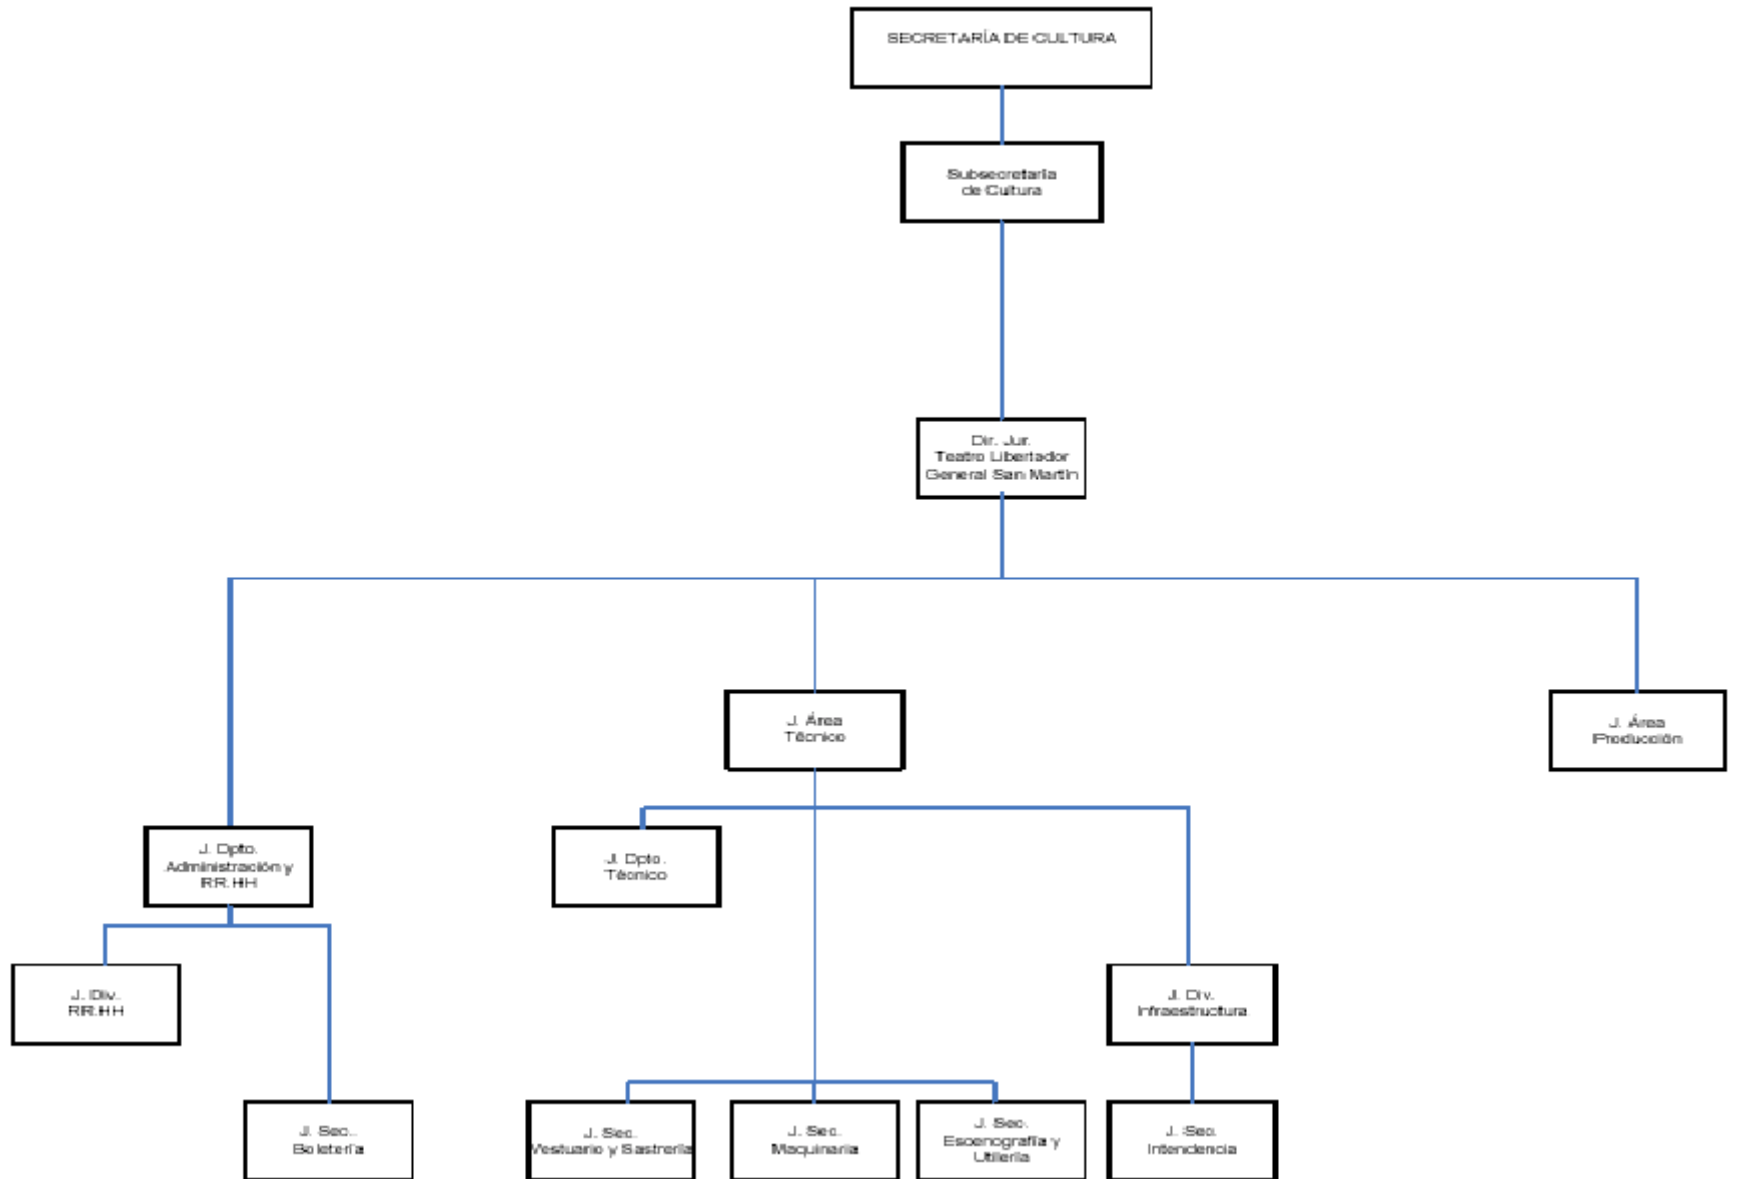 SECRETARÍA DE CULTURA
Subsecretaría
de Cultura
Dir. Jur.
Teatro Libertador
General San Martín
J. Área
Técnico
J. Área
Producción
J. Dpto.
Administración y
RR.HH
J. Dpto.
Técnico
J. Div.
RR.HH
J. Div.
Infraestructura
J. Sec.
Boletería
J. Sec.
Vestuario y Sastrería
J. Sec.
Maquinaria
J. Sec.
Escenografía y
Utilería
J. Sec.
Intendencia